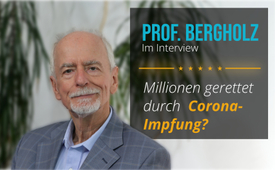 PROF. BERGHOLZ
Im Interview
Millionen gerettet
durch Corona-
Impfung?